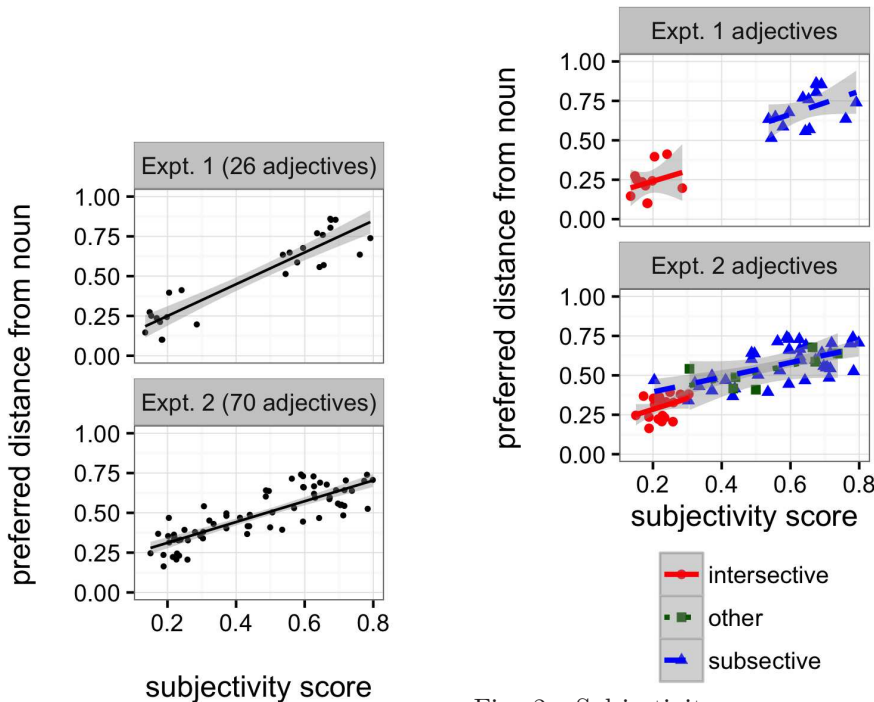 preferred distance from noun
Expt. 1 (26 adjectives)
1.00
0.75
0.50
0.25
0.00
Expt. 2 (70 adjectives)
1.00
0.75
0.50
0.25
0.00
0.2 0.4 0.6 0.8
subjectivity score
preferred distance from noun
Expt. 1 adjectives
1.00
0.75
0.50
0.25
0.00
Expt. 2 adjectives
1.00
0.75
0.50
0.25
0.00
0.2 0.4 0.6 0.8
subjectivity score
intersective
other
subsective